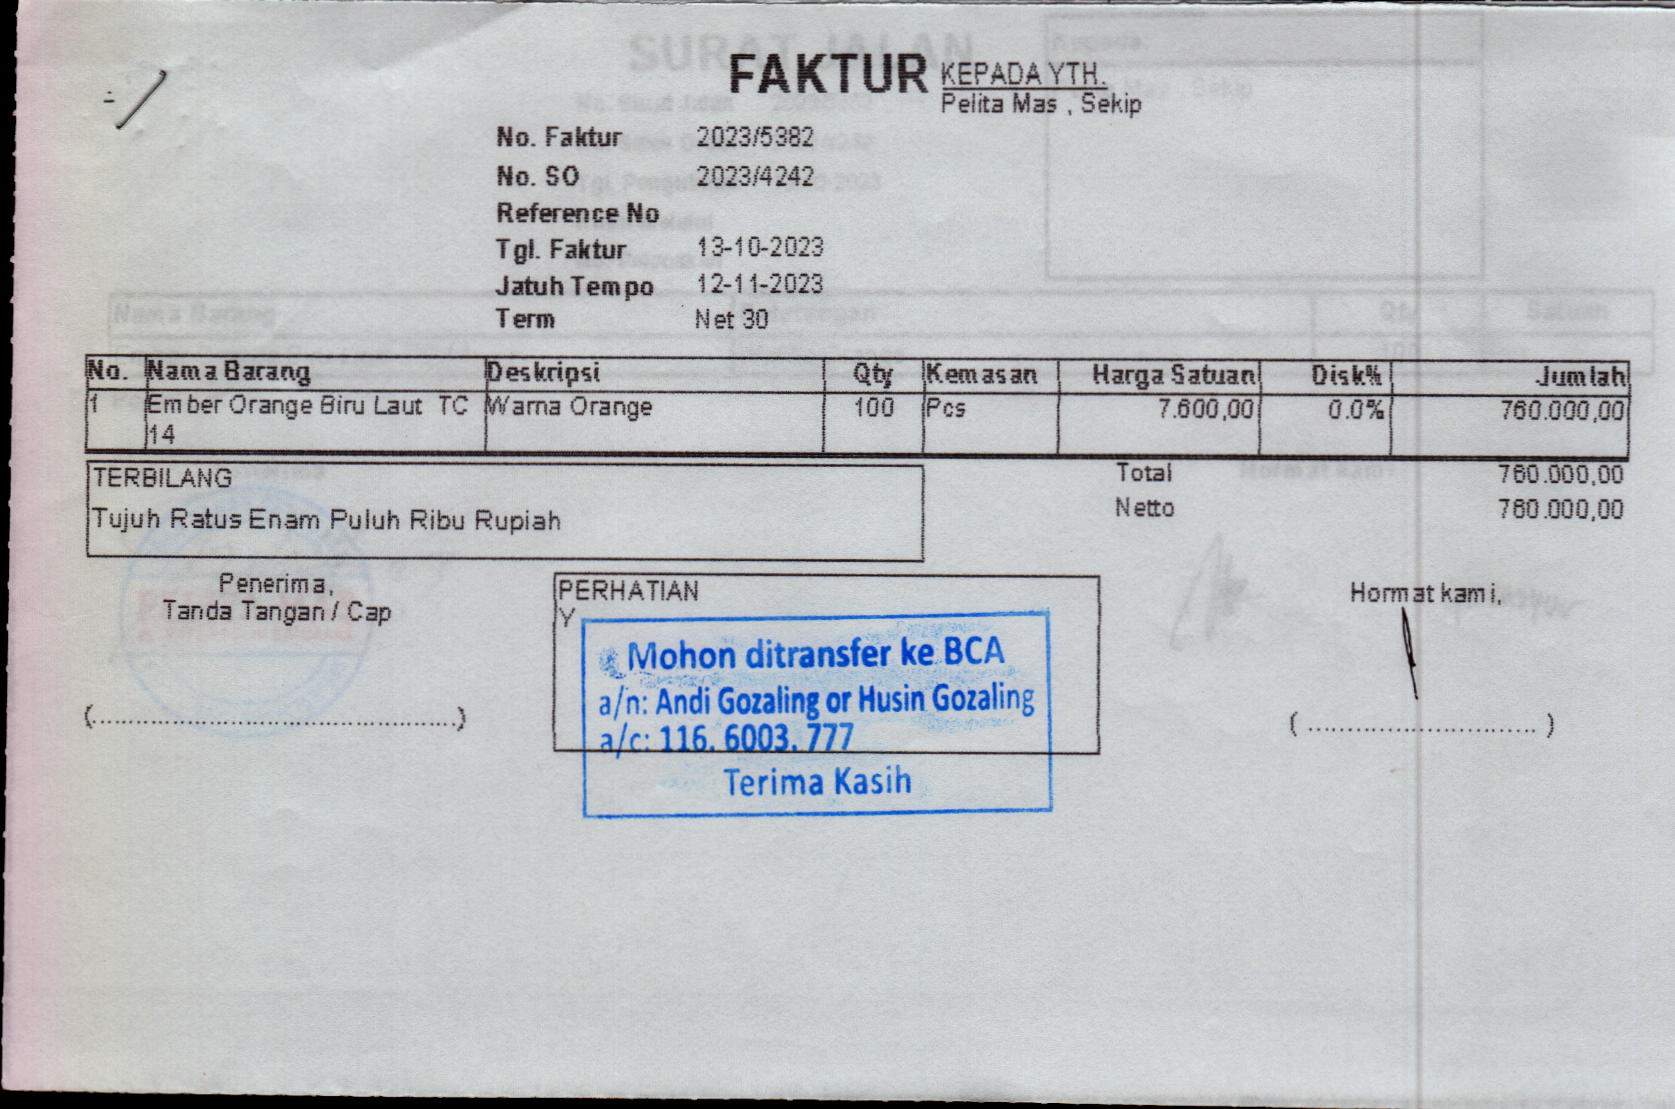 FAKTUR
KEPADA YTH.
Pelita Mas , Sekip
No. Faktur 2023/5382
No. SO 2023/4242
Reference No
Tgl. Faktur 13-10-2023
Jatuh Tempo 12-11-2023
Term Net 30
No. Nama Barang Deskripsi Qty Kemasan Harga Satuan Disk% Jumlah
1 Ember Orange Biru Laut TC Warna Orange 100 Pcs 7.600,00 0.0% 760.000,00
14
TERBILANG
Tujuh Ratus Enam Puluh Ribu Rupiah
Total 760.000,00
Netto 760.000,00
Penerima,
Tanda Tangan / Cap
(................................................)
PERHATIAN
Y
Mohon ditransfer ke BCA
a/n: Andi Gozaling or Husin Gozaling
a/c: 116. 6003. 777
Terima Kasih
Hormat kami,
( ............................. )